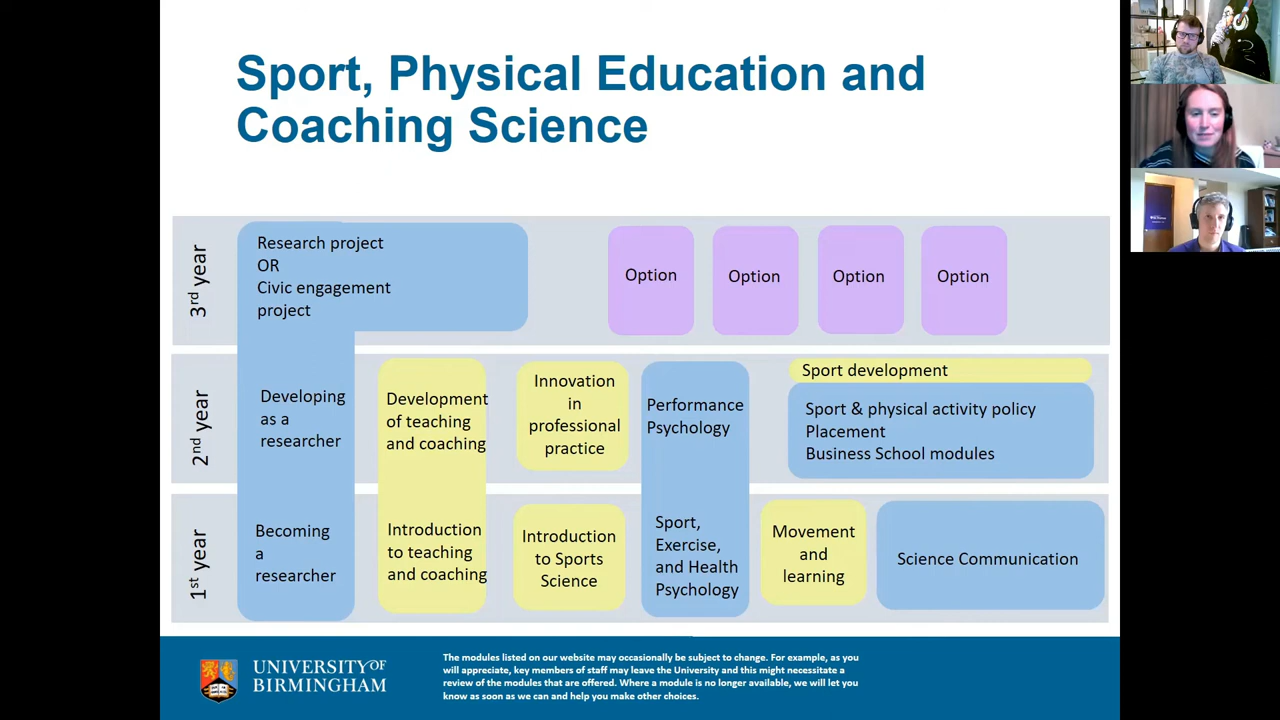 Sport, Physical Education and
Coaching Science
3rd year
Research project
OR
Civic engagement
project
Option
Option
Option
Option
2nd year
Developing
as a
researcher
Development
of teaching
and coaching
Innovation
in
professional
practice
Performance
Psychology
Sport development
Sport & physical activity policy
Placement
Business School modules
1st year
Becoming
a
researcher
Introduction
to teaching
and coaching
Introduction
to Sports
Science
Sport,
Exercise,
and Health
Psychology
Movement
and
learning
Science Communication
UNIVERSITY OF
BIRMINGHAM
The modules listed on our website may occasionally be subject to change. For example, as you
will appreciate, key members of staff may leave the University and this might necessitate a
review of the modules that are offered. Where a module is no longer available, we will let you
know as soon as we can and help you make other choices.